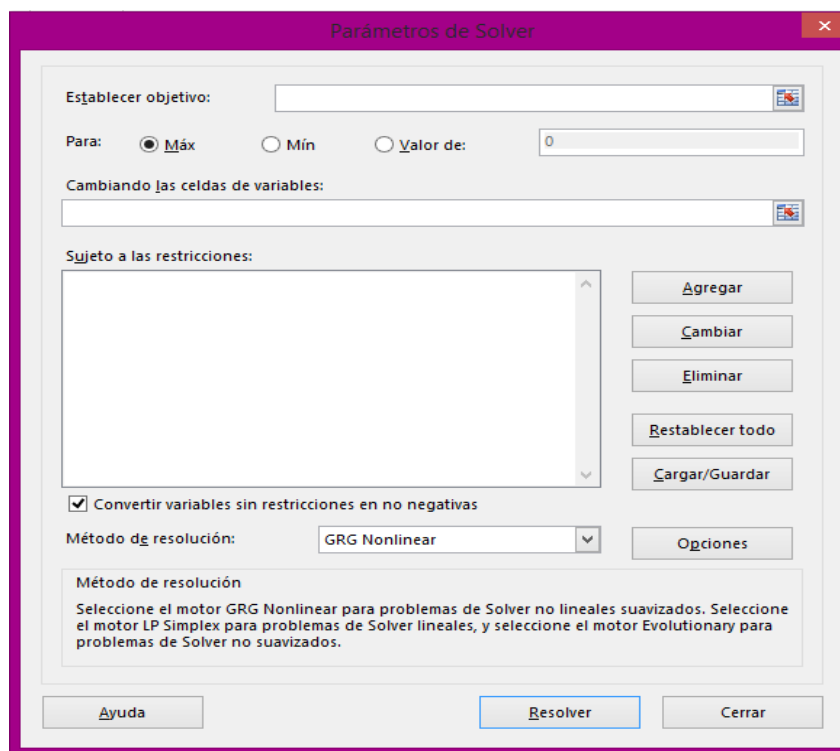 Parámetros de Solver
Establecer objetivo:
Para: Máx Mín Valor de: 0
Cambiando las celdas de variables:
Sujeto a las restricciones:
Agregar
Cambiar
Eliminar
Restablecer todo
Cargar/Guardar
Convertir variables sin restricciones en no negativas
Método de resolución: GRG Nonlinear Opciones
Método de resolución
Seleccione el motor GRG Nonlinear para problemas de Solver no lineales suavizados. Seleccione
el motor LP Simplex para problemas de Solver lineales, y seleccione el motor Evolutionary para
problemas de Solver no suavizados.
Ayuda Resolver Cerrar